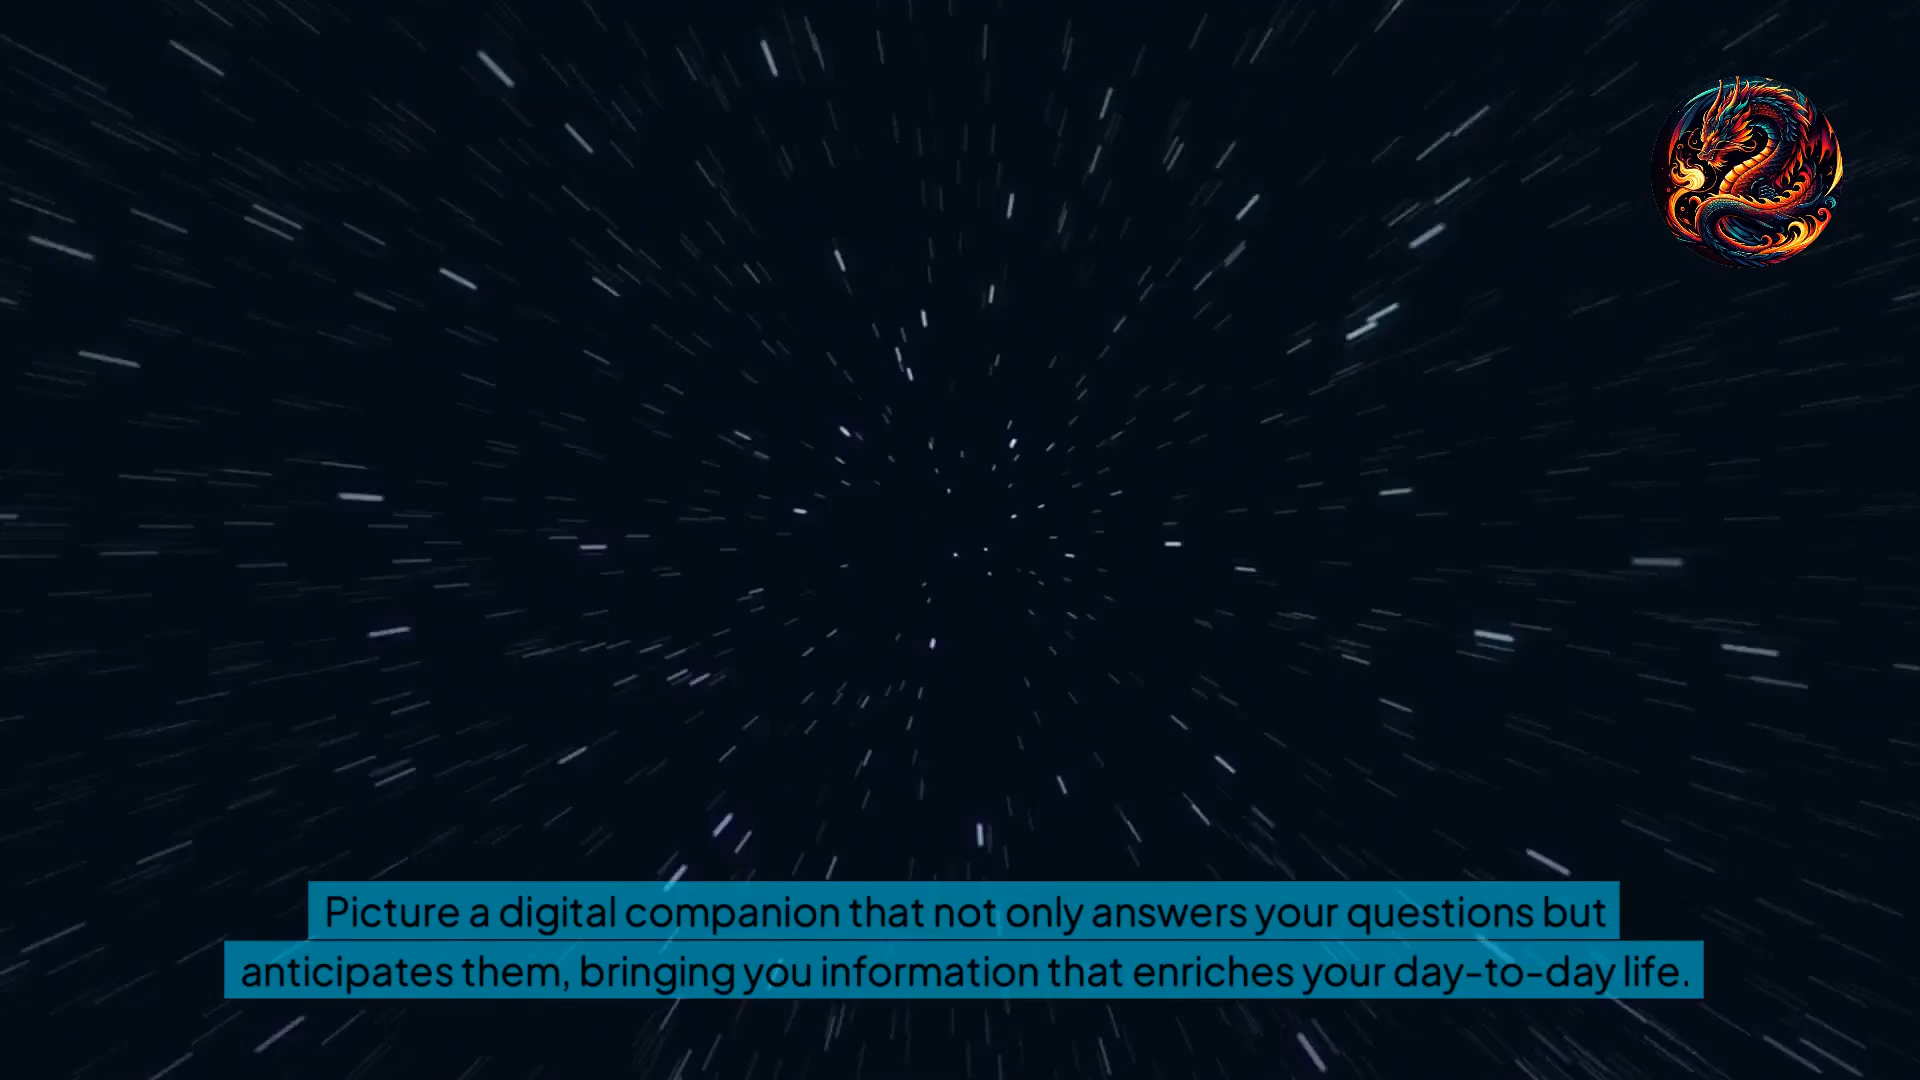 Picture a digital companion that not only answers your questions but
anticipates them, bringing you information that enriches your day-to-day life.